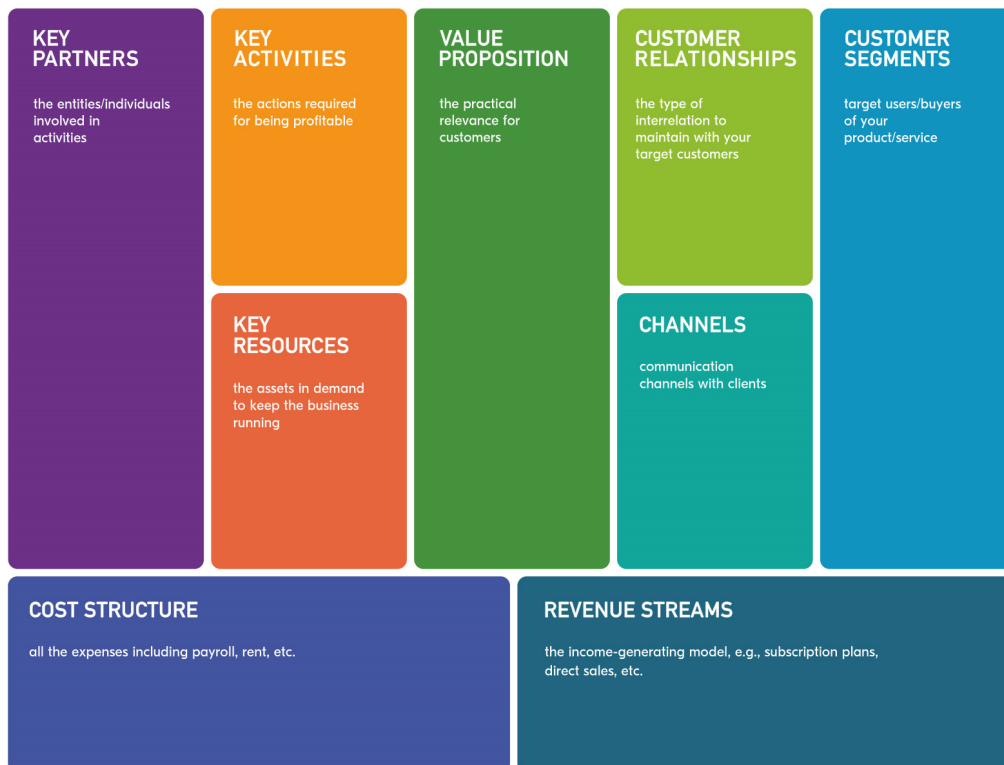 KEY
PARTNERS
the entities/individuals
involved in
activities
KEY
ACTIVITIES
the actions required
for being profitable
KEY
RESOURCES
the assets in demand
to keep the business
running
VALUE
PROPOSITION
the practical
relevance for
customers
CUSTOMER
RELATIONSHIPS
the type of
interrelation to
maintain with your
target customers
CHANNELS
communication
channels with clients
CUSTOMER
SEGMENTS
target users/buyers
of your
product/service
COST STRUCTURE
all the expenses including payroll, rent, etc.
REVENUE STREAMS
the income-generating model, e.g., subscription plans,
direct sales, etc.